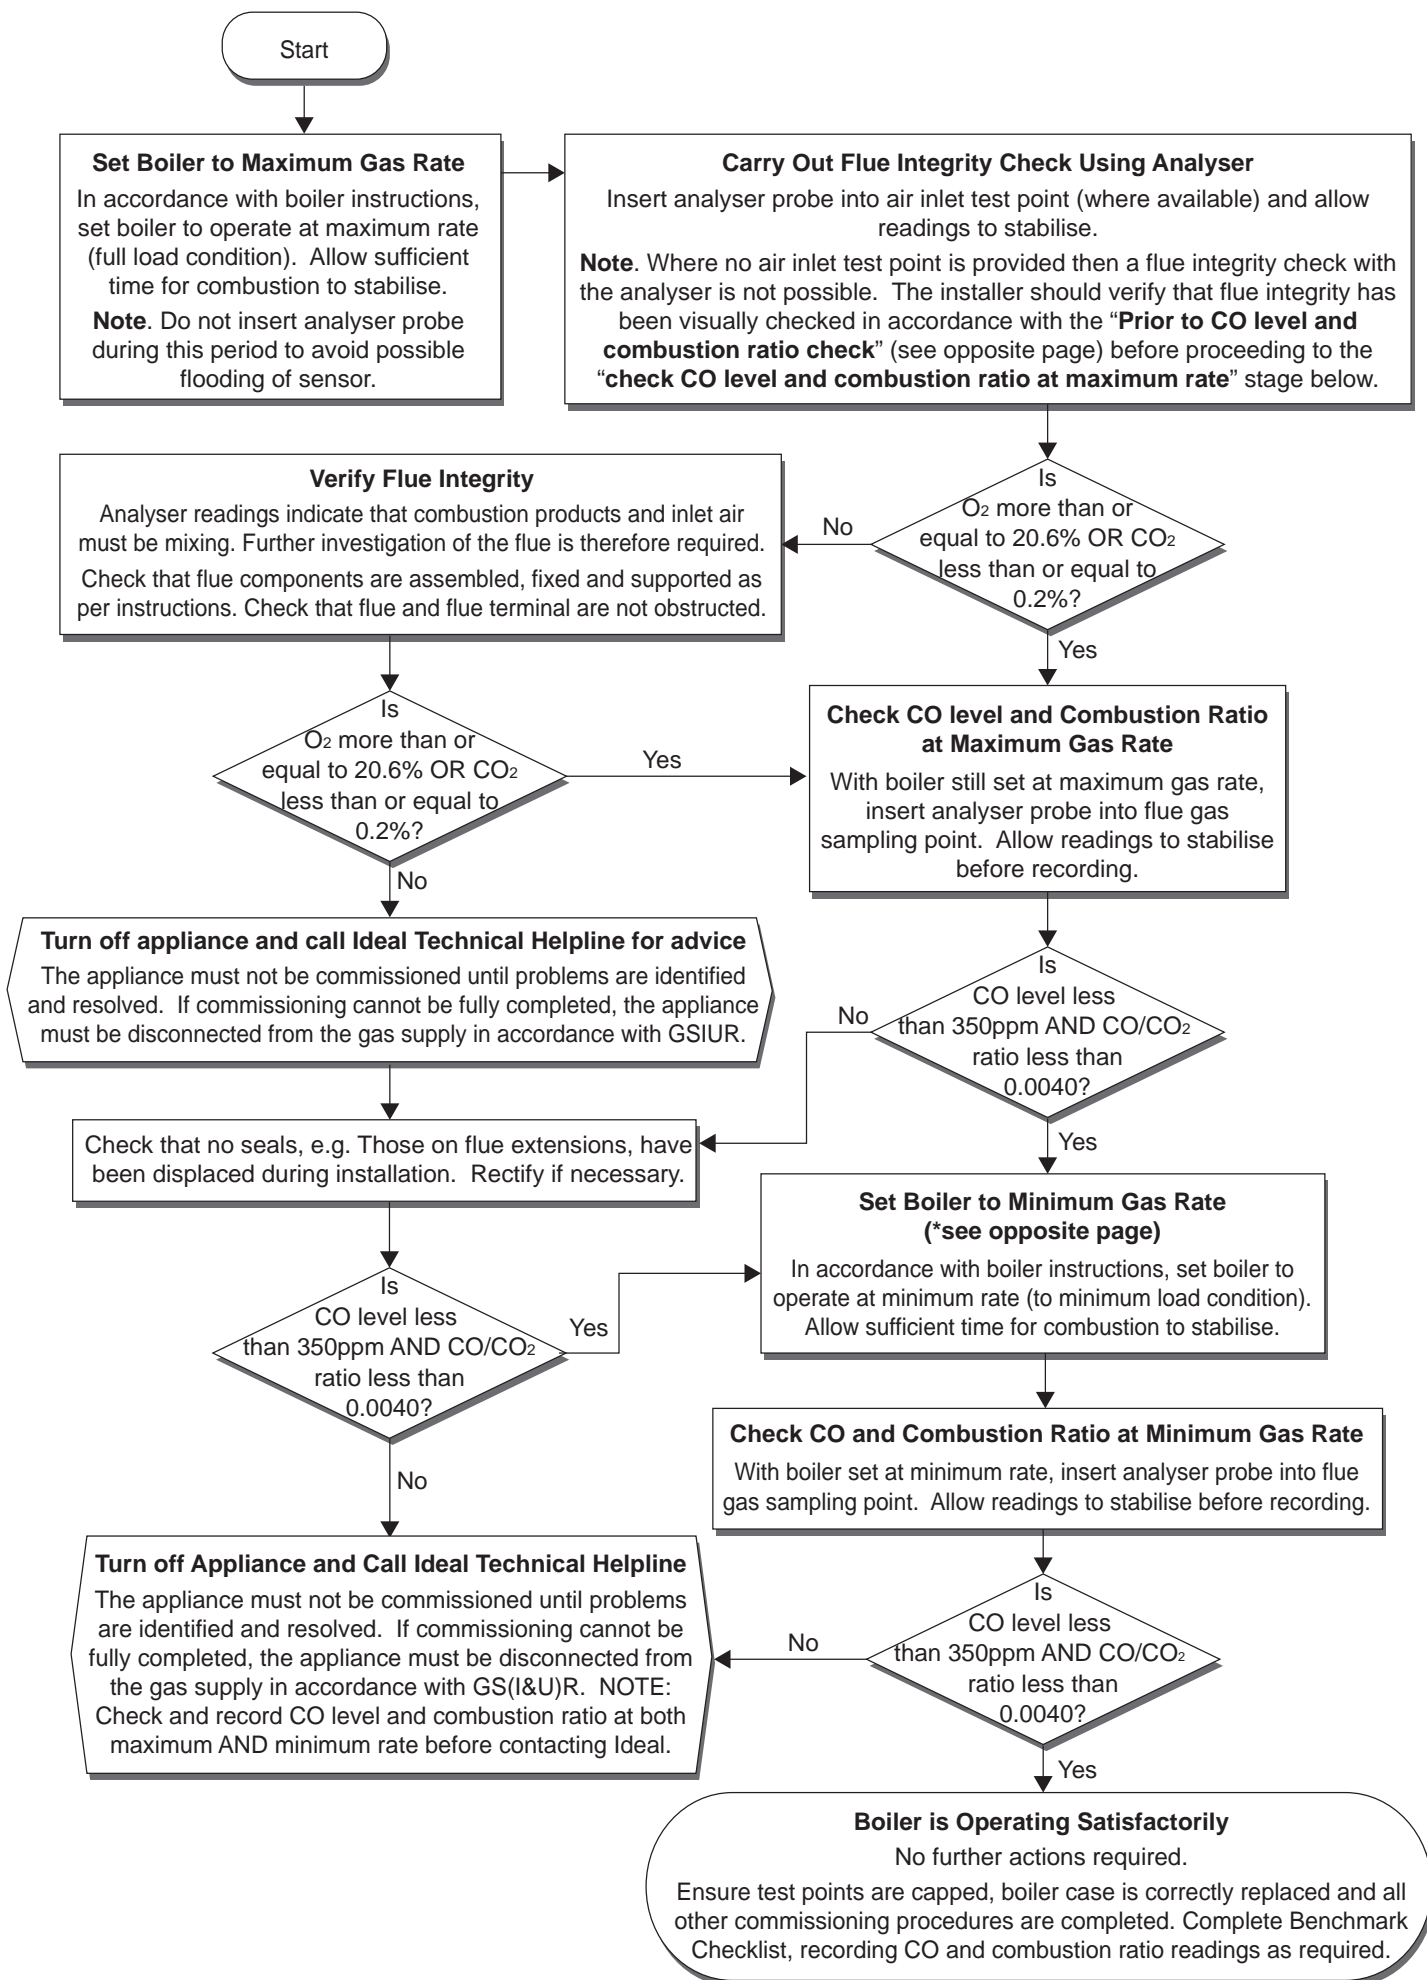 Start
Set Boiler to Maximum Gas Rate
In accordance with boiler instructions,
set boiler to operate at maximum rate
(full load condition).  Allow sufficient
time for combustion to stabilise.
Note. Do not insert analyser probe
during this period to avoid possible
flooding of sensor.
Carry Out Flue Integrity Check Using Analyser
Insert analyser probe into air inlet test point (where available) and allow
readings to stabilise.
Note. Where no air inlet test point is provided then a flue integrity check with
the analyser is not possible.  The installer should verify that flue integrity has
been visually checked in accordance with the “Prior to CO level and
combustion ratio check” (see opposite page) before proceeding to the
“check CO level and combustion ratio at maximum rate” stage below.
Is
O2 more than or
equal to 20.6% OR CO2
less than or equal to
0.2%?
No
Yes
Verify Flue Integrity
Analyser readings indicate that combustion products and inlet air
must be mixing. Further investigation of the flue is therefore required.
Check that flue components are assembled, fixed and supported as
per instructions. Check that flue and flue terminal are not obstructed.
Is
O2 more than or
equal to 20.6% OR CO2
less than or equal to
0.2%?
Yes
No
Check CO level and Combustion Ratio
at Maximum Gas Rate
With boiler still set at maximum gas rate,
insert analyser probe into flue gas
sampling point.  Allow readings to stabilise
before recording.
Turn off appliance and call Ideal Technical Helpline for advice
The appliance must not be commissioned until problems are identified
and resolved.  If commissioning cannot be fully completed, the appliance
must be disconnected from the gas supply in accordance with GSIUR.
Is
CO level less
than 350ppm AND CO/CO2
ratio less than
0.0040?
No
Yes
Check that no seals, e.g. Those on flue extensions, have
been displaced during installation.  Rectify if necessary.
Set Boiler to Minimum Gas Rate
(*see opposite page)
In accordance with boiler instructions, set boiler to
operate at minimum rate (to minimum load condition).
Allow sufficient time for combustion to stabilise.
Is
CO level less
than 350ppm AND CO/CO2
ratio less than
0.0040?
Yes
No
Check CO and Combustion Ratio at Minimum Gas Rate
With boiler set at minimum rate, insert analyser probe into flue
gas sampling point.  Allow readings to stabilise before recording.
Turn off Appliance and Call Ideal Technical Helpline
The appliance must not be commissioned until problems
are identified and resolved.  If commissioning cannot be
fully completed, the appliance must be disconnected from
the gas supply in accordance with GS(I&U)R.  NOTE:
Check and record CO level and combustion ratio at both
maximum AND minimum rate before contacting Ideal.
Is
CO level less
than 350ppm AND CO/CO2
ratio less than
0.0040?
No
Yes
Boiler is Operating Satisfactorily
No further actions required.
Ensure test points are capped, boiler case is correctly replaced and all
other commissioning procedures are completed. Complete Benchmark
Checklist, recording CO and combustion ratio readings as required.